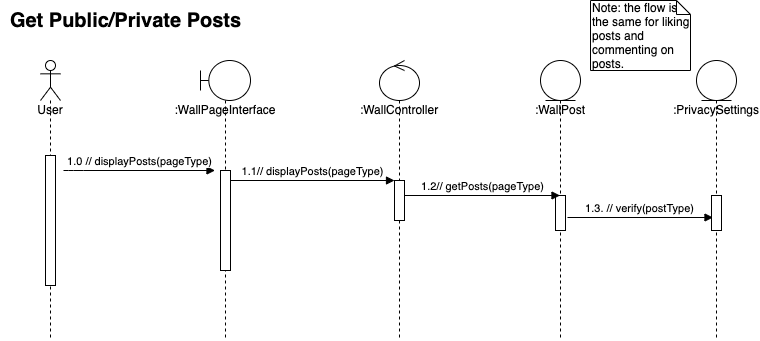 Get Public/Private Posts
Note: the flow is
the same for liking
posts and
commenting on
posts.
User
:WallPageInterface
:WallController
:WallPost
:PrivacySettings
1.0 // displayPosts(pageType)
1.1// displayPosts(pageType)
1.2// getPosts(pageType)
1.3. // verify(postType)